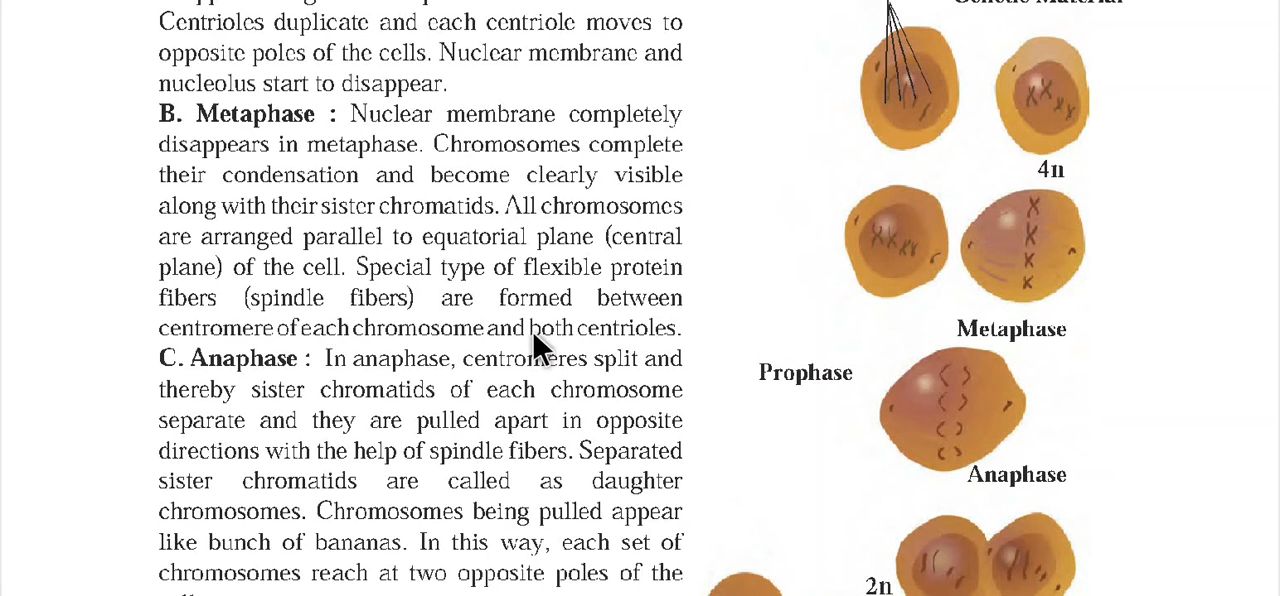 Centrioles duplicate and each centriole moves to
opposite poles of the cells. Nuclear membrane and
nucleolus start to disappear.
B. Metaphase : Nuclear membrane completely
disappears in metaphase. Chromosomes complete
their condensation and become clearly visible
along with their sister chromatids. All chromosomes
are arranged parallel to equatorial plane (central
plane) of the cell. Special type of flexible protein
fibers (spindle fibers) are formed between
centromere of each chromosome and both centrioles.
C. Anaphase : In anaphase, centromeres split and
thereby sister chromatids of each chromosome
separate and they are pulled apart in opposite
directions with the help of spindle fibers. Separated
sister chromatids are called as daughter
chromosomes. Chromosomes being pulled appear
like bunch of bananas. In this way, each set of
chromosomes reach at two opposite poles of the
Genetic Material
4n
Metaphase
Prophase
Anaphase
2n